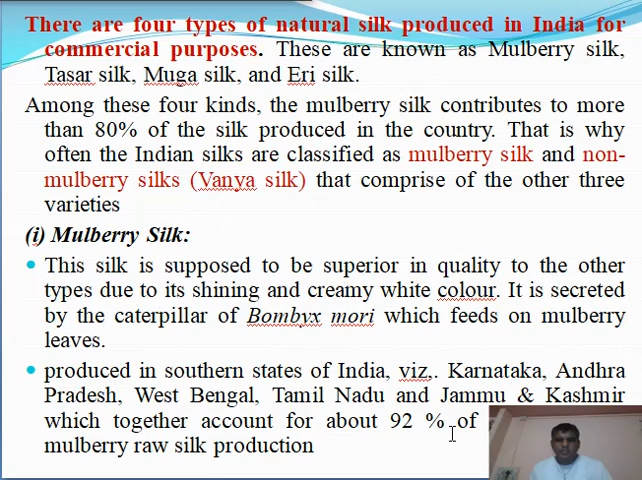 There are four types of natural silk produced in India for
commercial purposes. These are known as Mulberry silk,
Tasar silk, Muga silk, and Eri silk.
Among these four kinds, the mulberry silk contributes to more
than 80% of the silk produced in the country. That is why
often the Indian silks are classified as mulberry silk and non-
mulberry silks (Vanya silk) that comprise of the other three
varieties
(i) Mulberry Silk:
• This silk is supposed to be superior in quality to the other
types due to its shining and creamy white colour. It is secreted
by the caterpillar of Bombyx mori which feeds on mulberry
leaves.
• produced in southern states of India, viz,. Karnataka, Andhra
Pradesh, West Bengal, Tamil Nadu and Jammu & Kashmir
which together account for about 92 % of
mulberry raw silk production